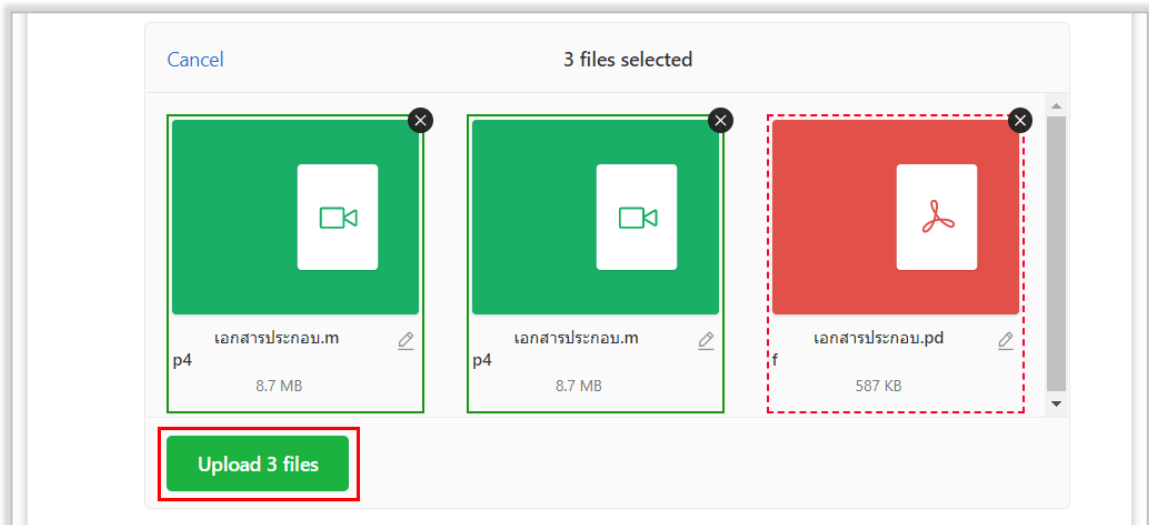 Cancel
3 files selected
เอกสารประกอบ.m
p4
8.7 MB
เอกสารประกอบ.m
p4
8.7 MB
เอกสารประกอบ.pd
f
587 KB
Upload 3 files